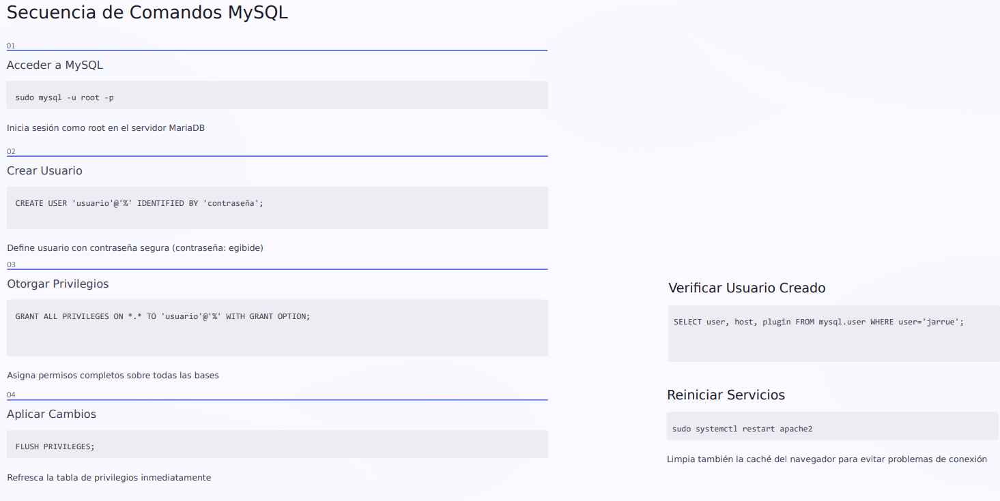 Secuencia de Comandos MySQL
01
Acceder a MySQL
sudo mysql -u root -p
Inicia sesión como root en el servidor MariaDB
02
Crear Usuario
CREATE USER 'usuario'@'%' IDENTIFIED BY 'contraseña';
Define usuario con contraseña segura (contraseña: egibide)
03
Otorgar Privilegios
GRANT ALL PRIVILEGES ON *.* TO 'usuario'@'%' WITH GRANT OPTION;
Asigna permisos completos sobre todas las bases
04
Aplicar Cambios
FLUSH PRIVILEGES;
Refresca la tabla de privilegios inmediatamente
Verificar Usuario Creado
SELECT user, host, plugin FROM mysql.user WHERE user='jarrue';
Reiniciar Servicios
sudo systemctl restart apache2
Limpia también la caché del navegador para evitar problemas de conexión